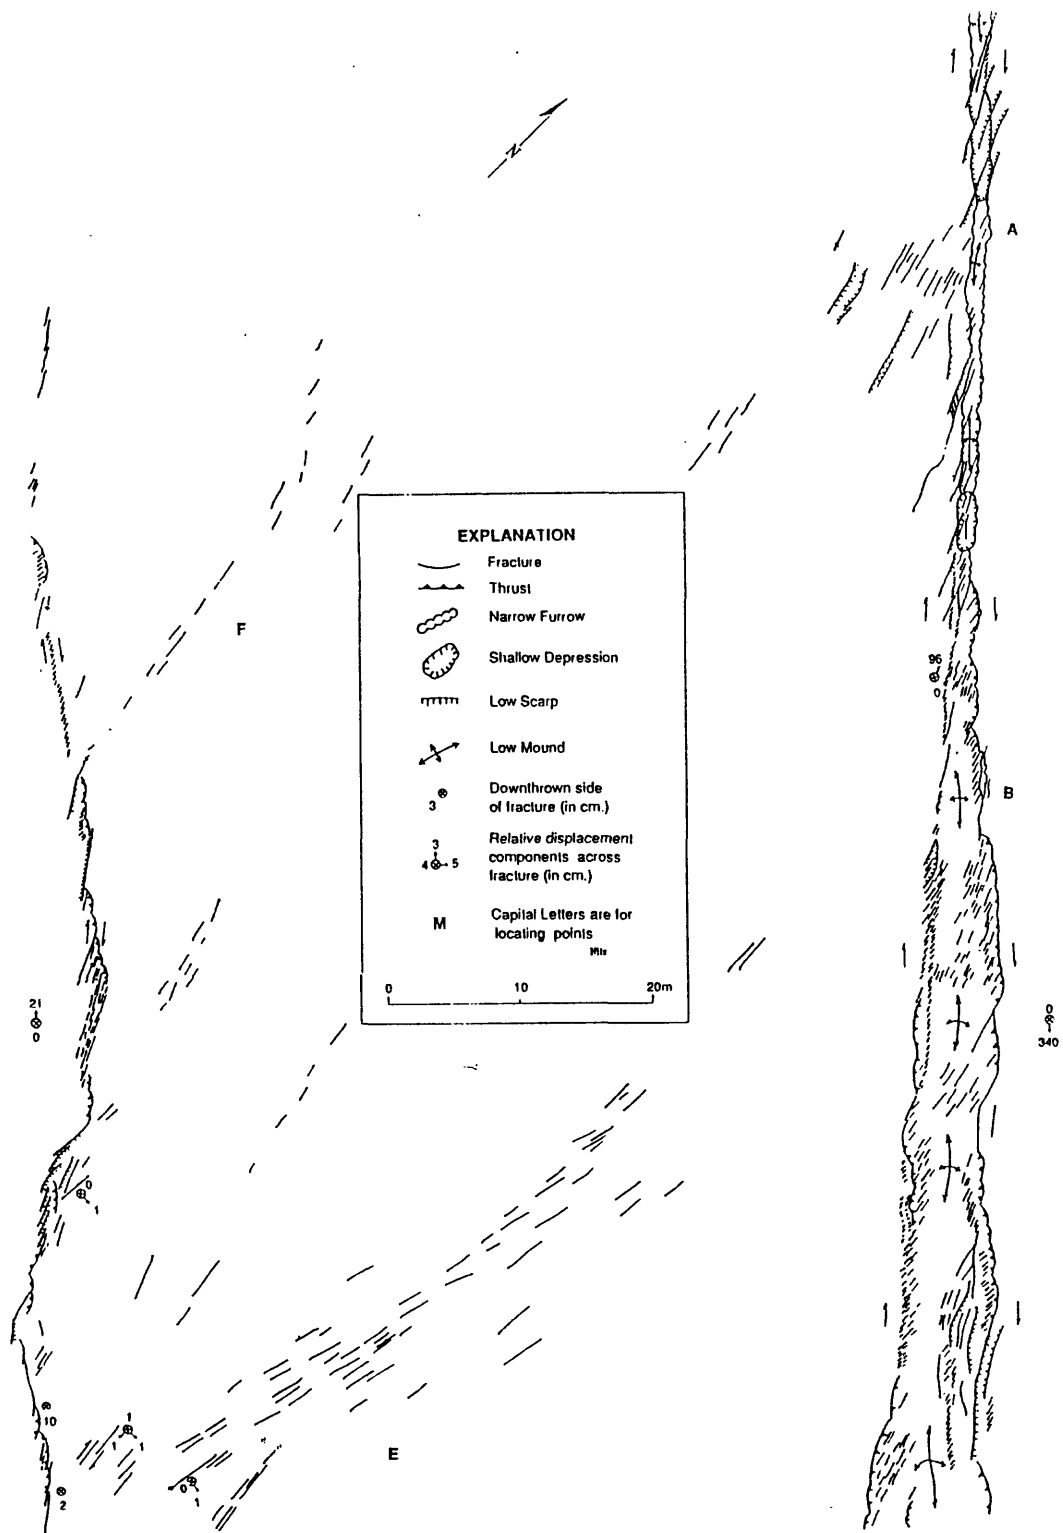 N
A
F
EXPLANATION
Fracture
Thrust
Narrow Furrow
Shallow Depression
Low Scarp
Low Mound
Downthrown side
of fracture (in cm.)
3
3
4 5
Relative displacement
components across
fracture (in cm.)
M
Capital Letters are for
locating points
0 10 20m
96
0
B
21
0
0
340
0
1
10
1
1 1
2
0
1
E